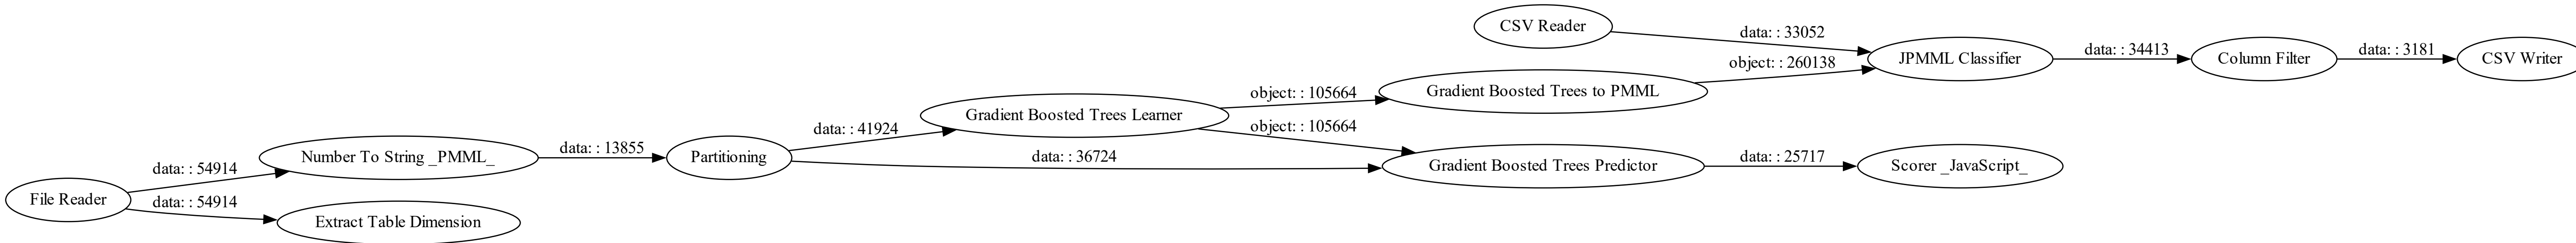 CSV Reader
data: : 33052
JPMML Classifier
data: : 34413
Column Filter
data: : 3181
CSV Writer
object: : 260138
Gradient Boosted Trees to PMML
object: : 105664
Gradient Boosted Trees Learner
object: : 105664
data: : 41924
Number To String _PMML_
data: : 13855
Partitioning
data: : 36724
Gradient Boosted Trees Predictor
data: : 25717
Scorer _JavaScript_
data: : 54914
File Reader
data: : 54914
Extract Table Dimension